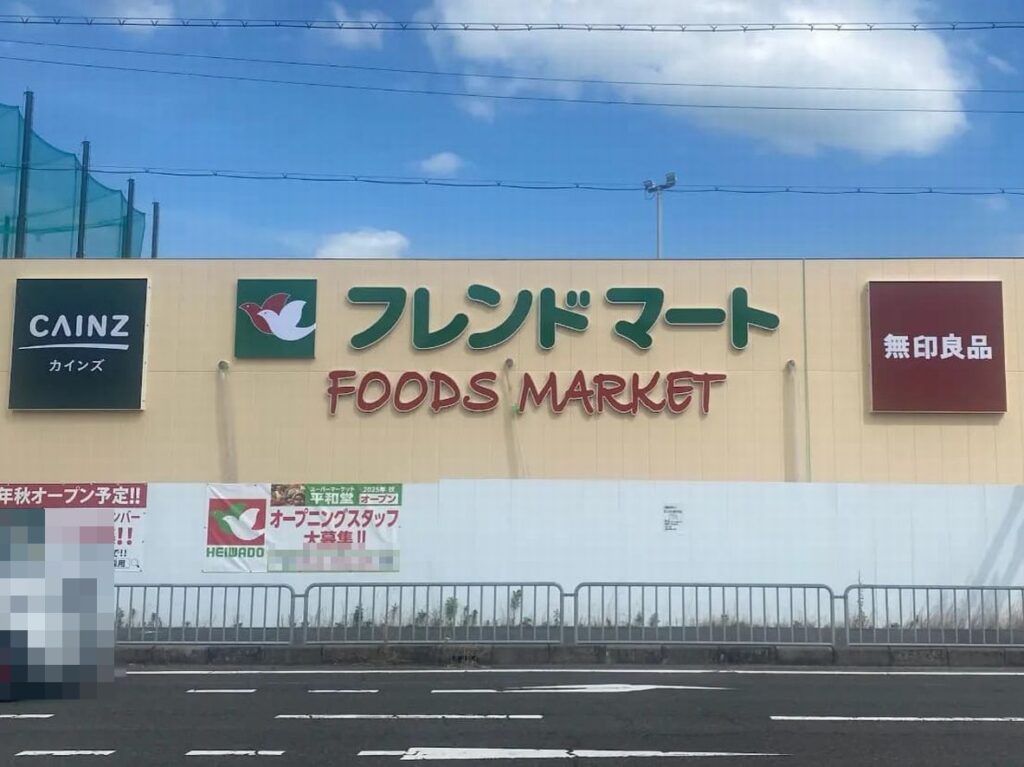 CAINZ
カインズ
フレンドマート
FOODS MARKET
無印良品
年秋オープン予定!!
ンバー
!!
スーパーマーケット
平和堂
2025年 秋
オープン
オープニングスタッフ
大募集!!
HEIWADO